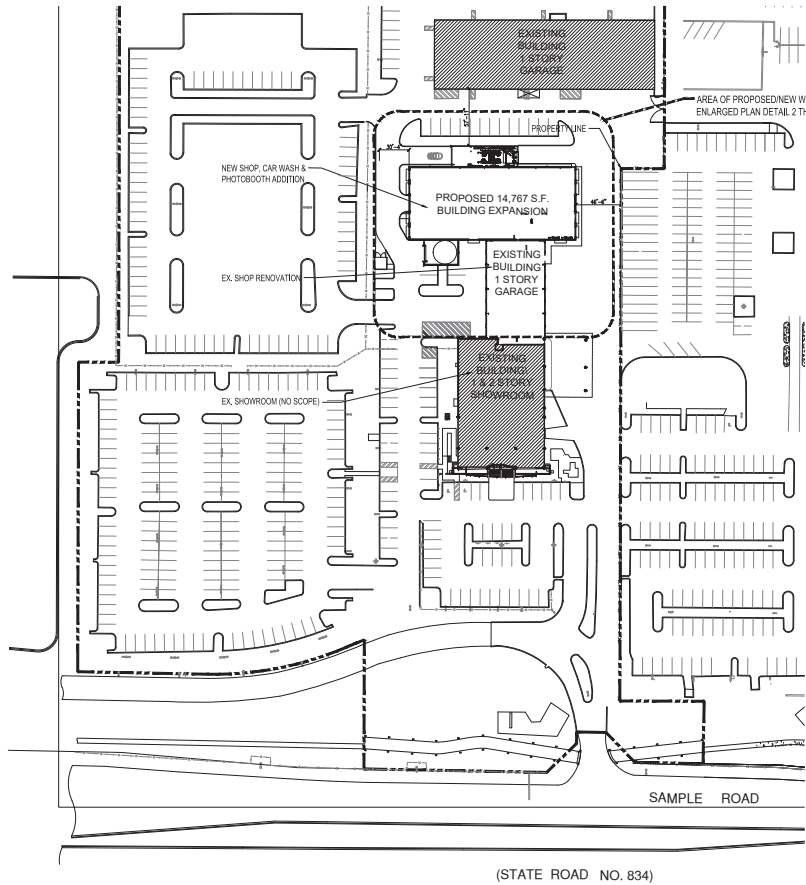 EXISTING
BUILDING
1 STORY
GARAGE
AREA OF PROPOSED/NEW W
ENLARGED PLAN DETAIL 2 TH
PROPERTY LINE
57'-11"
NEW SHOP, CAR WASH &
PHOTOBOOTH ADDITION
PROPOSED 14,767 S.F.
BUILDING EXPANSION
EX. SHOP RENOVATION
EXISTING
BUILDING
1 STORY
GARAGE
EXISTING
BUILDING
1 & 2 STORY
SHOWROOM
EX. SHOWROOM (NO SCOPE)
SAMPLE ROAD
(STATE ROAD NO. 834)